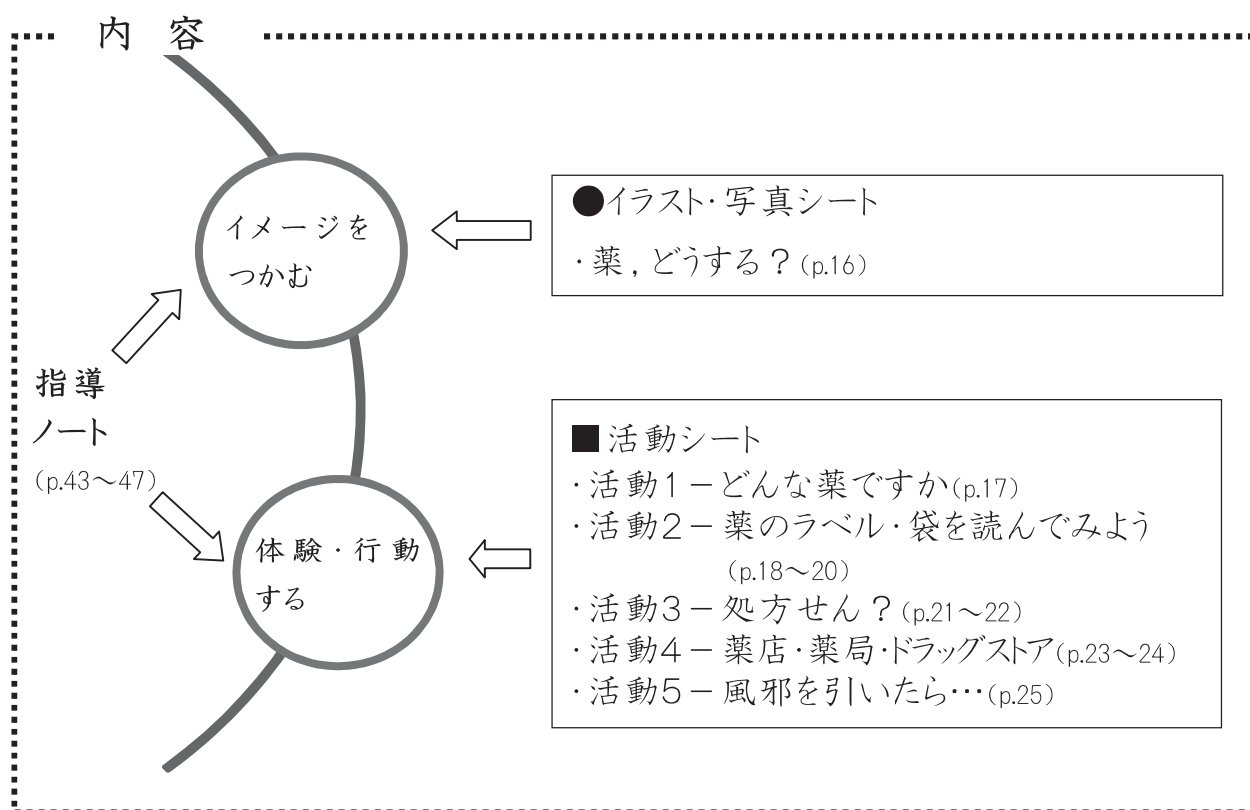 内 容
イメージを
つかむ
●イラスト・写真シート
・薬,どうする?(p.16)
指導
ノート
(p.43～47)
体験・行動
する
■活動シート
・活動1－どんな薬ですか(p.17)
・活動2－薬のラベル・袋を読んでみよう
(p.18～20)
・活動3－処方せん?(p.21～22)
・活動4－薬店・薬局・ドラッグストア(p.23～24)
・活動5－風邪を引いたら…(p.25)